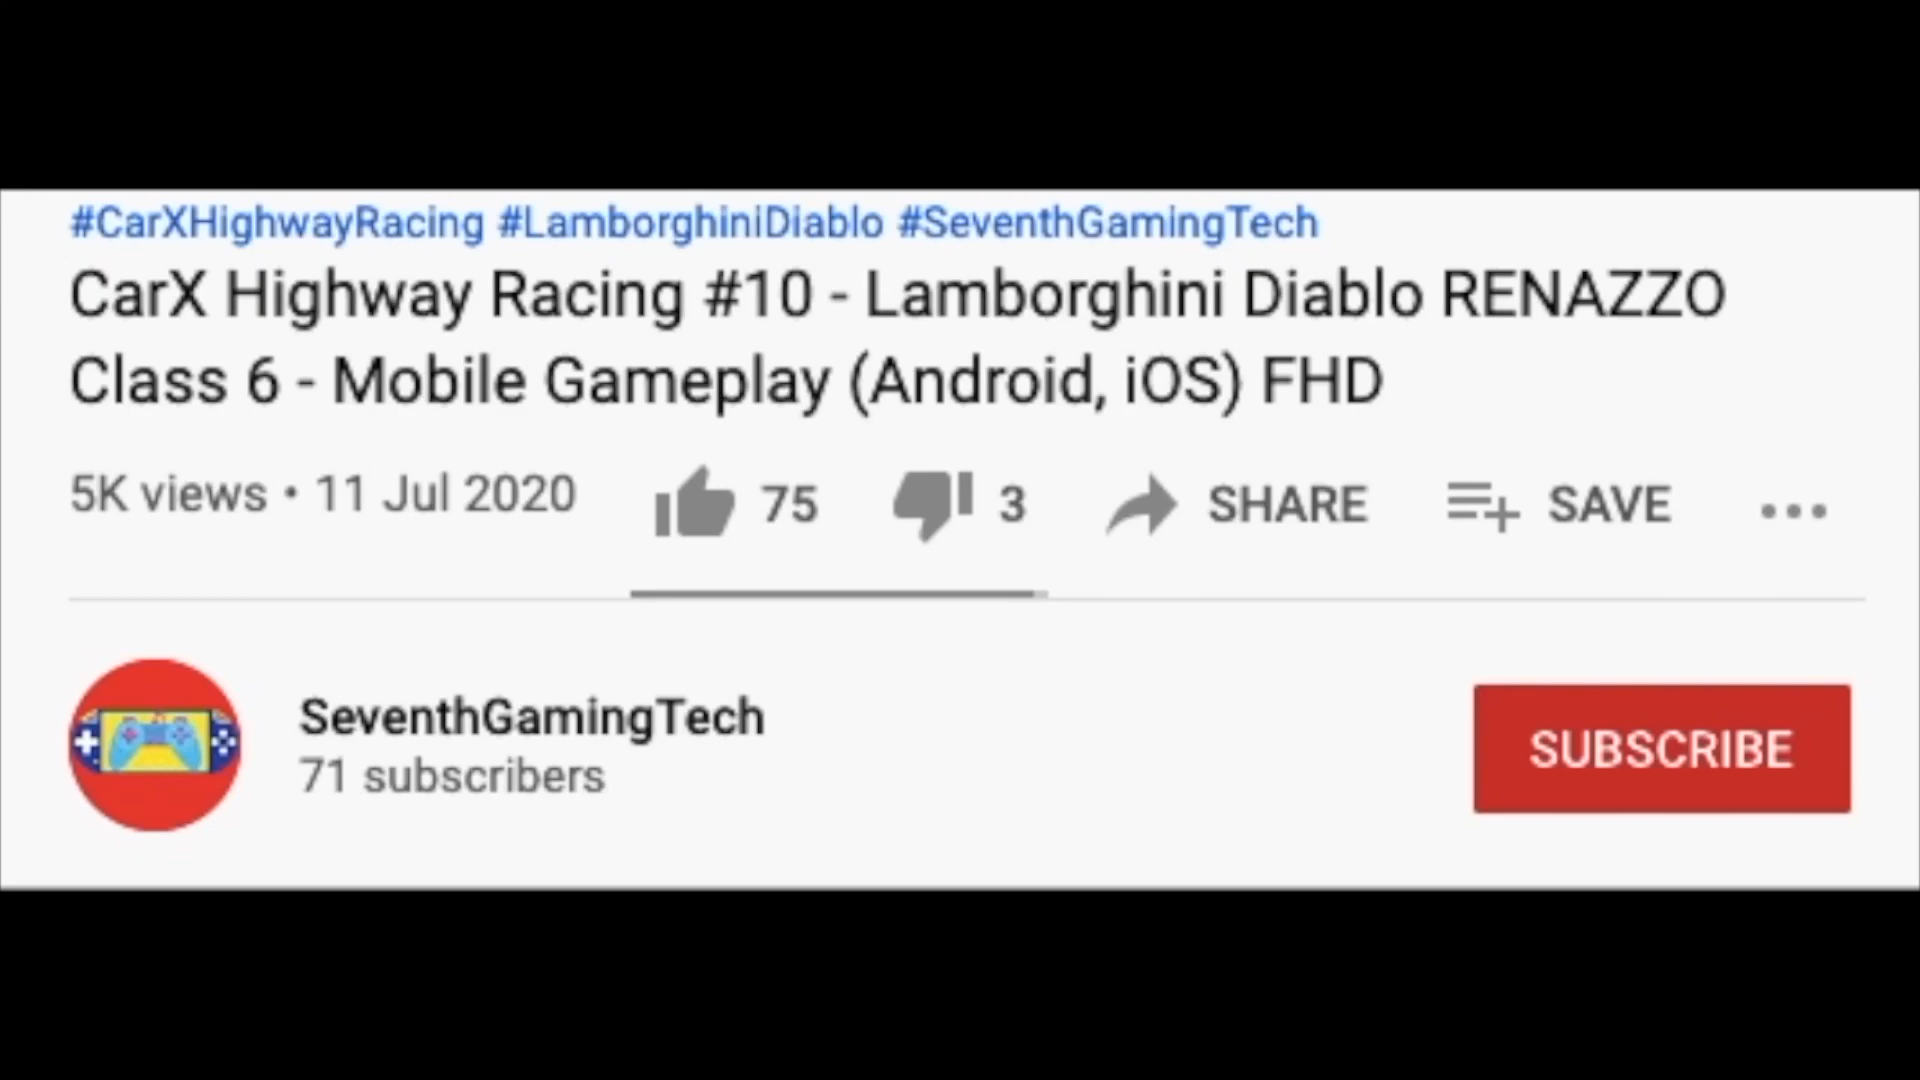 #CarXHighwayRacing #LamborghiniDiablo #SeventhGamingTech
CarX Highway Racing #10 - Lamborghini Diablo RENAZZO
Class 6 - Mobile Gameplay (Android, iOS) FHD
5K views • 11 Jul 2020 75 3 SHARE SAVE ...
SeventhGamingTech
71 subscribers
SUBSCRIBE